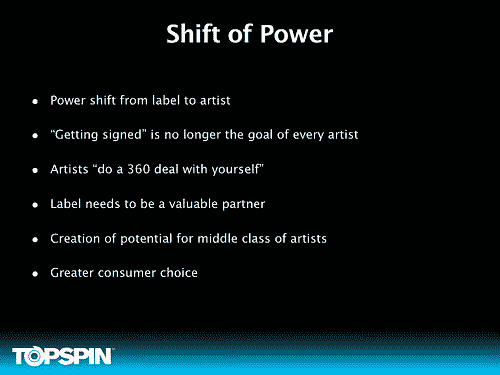 Shift of Power
• Power shift from label to artist
• “Getting signed” is no longer the goal of every artist
• Artists “do a 360 deal with yourself”
• Label needs to be a valuable partner
• Creation of potential for middle class of artists
• Greater consumer choice
TOPSPIN™